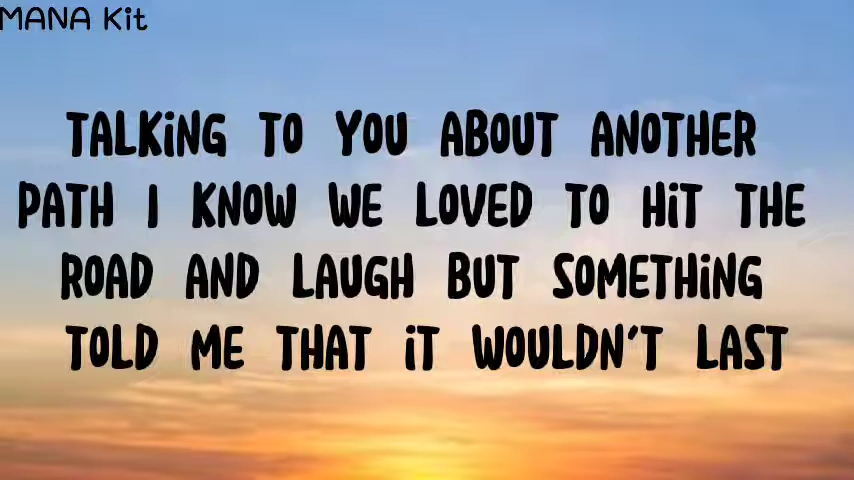 MANA Kit
TALKiNG TO YOU ABOUT ANOTHER
PATH I KNOW WE LOVED TO HiT THE
ROAD AND LAUGH BUT SOMETHiNG
TOLD ME THAT iT WOULDN'T LAST